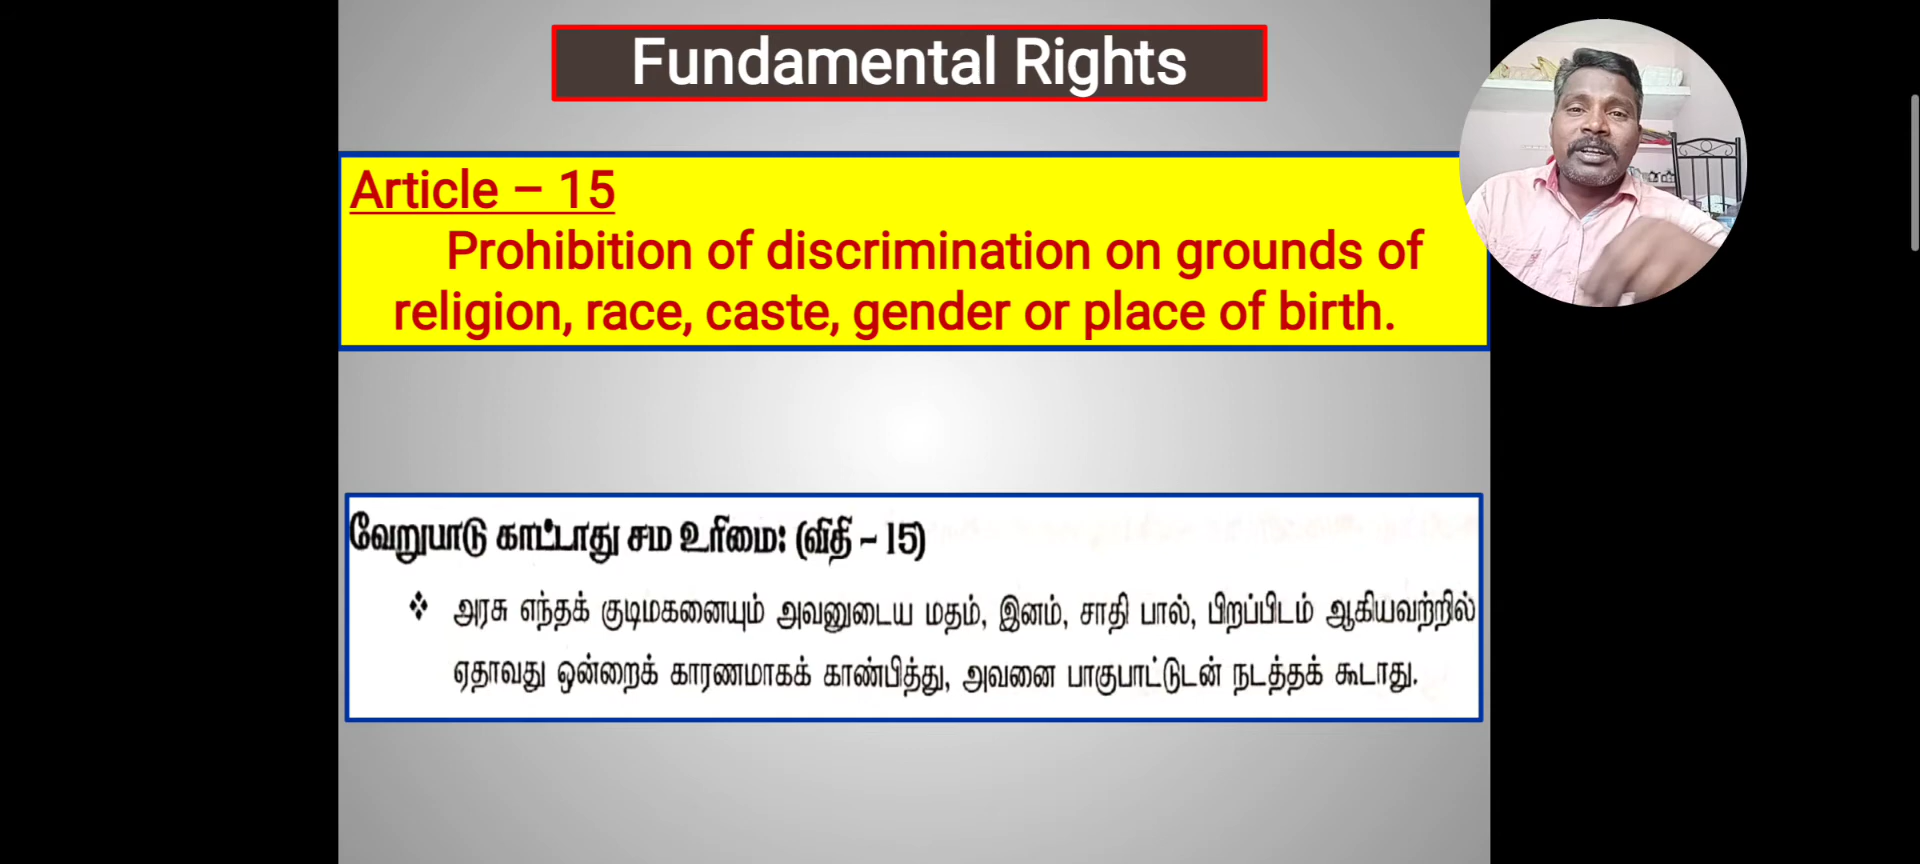 Fundamental Rights
Article – 15
Prohibition of discrimination on grounds of
religion, race, caste, gender or place of birth.
வேறுபாடு காட்டாது சம உரிமை: (விதி – 15)
❖ அரசு எந்தக் குடிமகனையும் அவனுடைய மதம், இனம், சாதி பால், பிறப்பிடம் ஆகியவற்றில்
ஏதாவது ஒன்றைக் காரணமாகக் காண்பித்து, அவனை பாகுபாட்டுடன் நடத்தக் கூடாது.